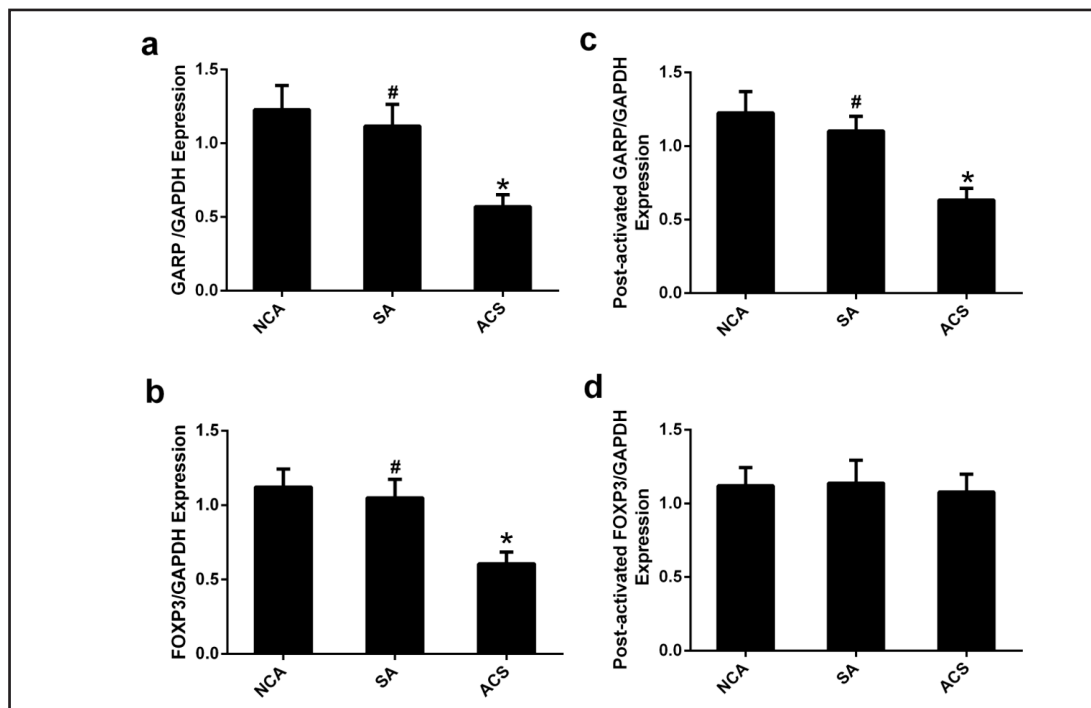 a
GARP /GAPDH Eepression
1.5
1.0
0.5
0.0
#
*
NCA
SA
ACS
c
Post-activated GARP/GAPDH
Expression
1.5
1.0
0.5
0.0
#
*
NCA
SA
ACS
b
FOXP3/GAPDH Expression
1.5
1.0
0.5
0.0
#
*
NCA
SA
ACS
d
Post-activated FOXP3/GAPDH
Expression
1.5
1.0
0.5
0.0
NCA
SA
ACS